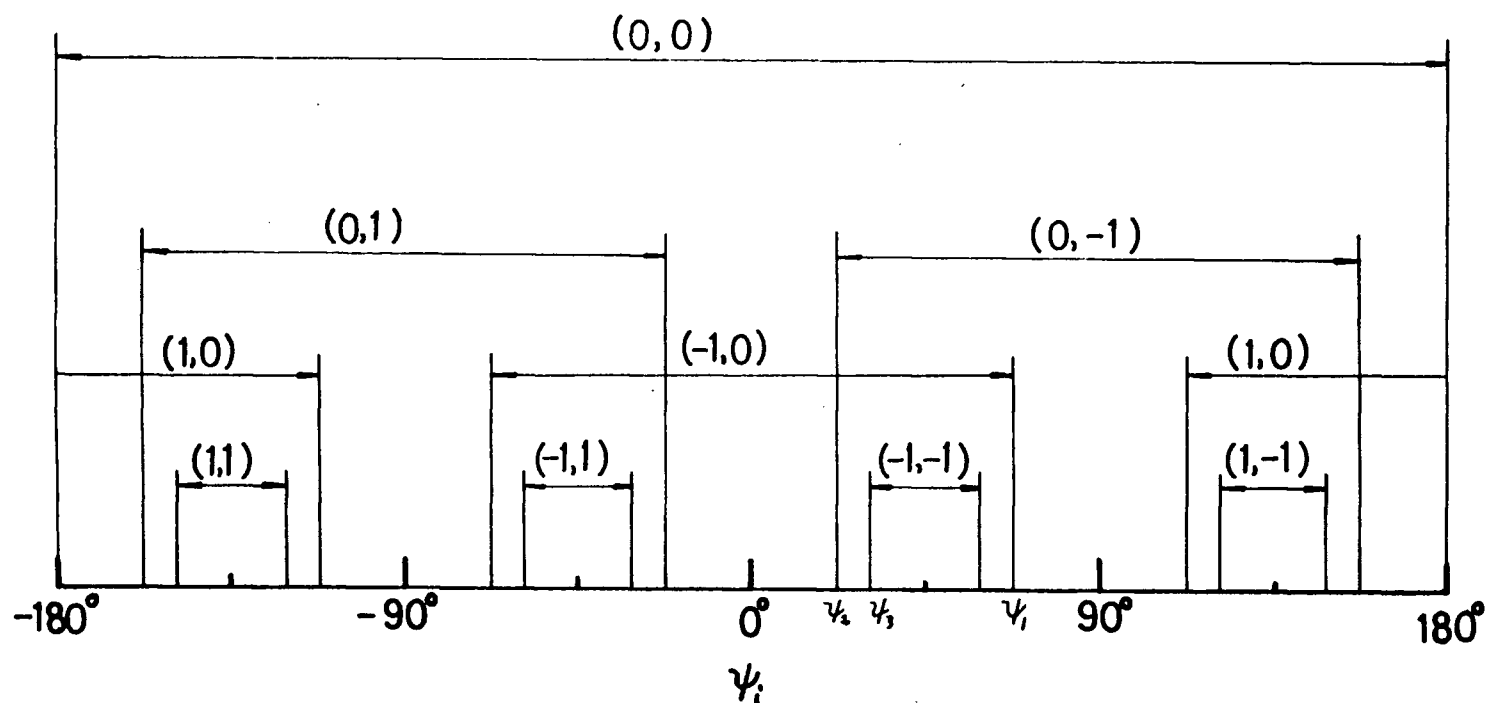 (0,0)
(0,1) (0,-1)
(1,0) (-1,0) (1,0)
(1,1) (-1,1) (-1,-1) (1,-1)
-180° -90° 0° ψ₂ ψ₃ ψ₁ 90° 180°
ψᵢ